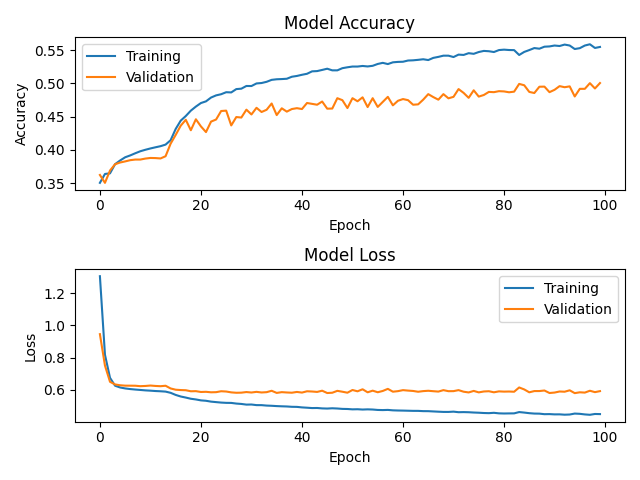 Model Accuracy
Training
Validation
0.55
0.50
0.45
0.40
0.35
Accuracy
0 20 40 60 80 100
Epoch
Model Loss
Training
Validation
1.2
1.0
0.8
0.6
Loss
0 20 40 60 80 100
Epoch